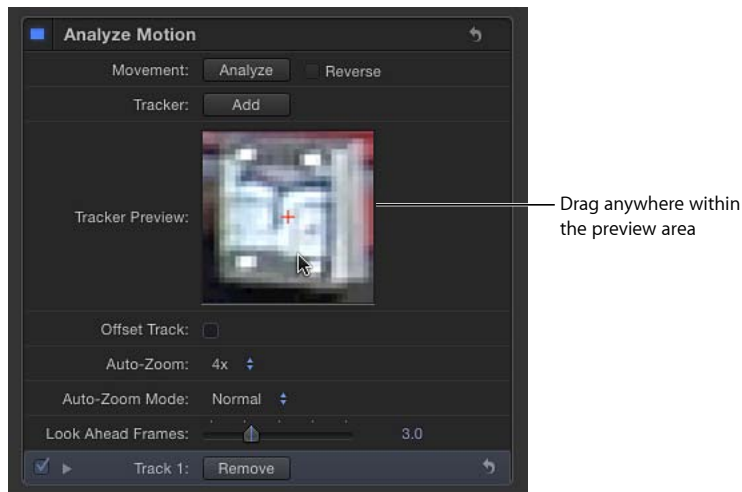 Analyze Motion
Movement: Analyze Reverse
Tracker: Add
Tracker Preview:
Drag anywhere within
the preview area
Offset Track:
Auto-Zoom: 4x
Auto-Zoom Mode: Normal
Look Ahead Frames: 3.0
Track 1: Remove